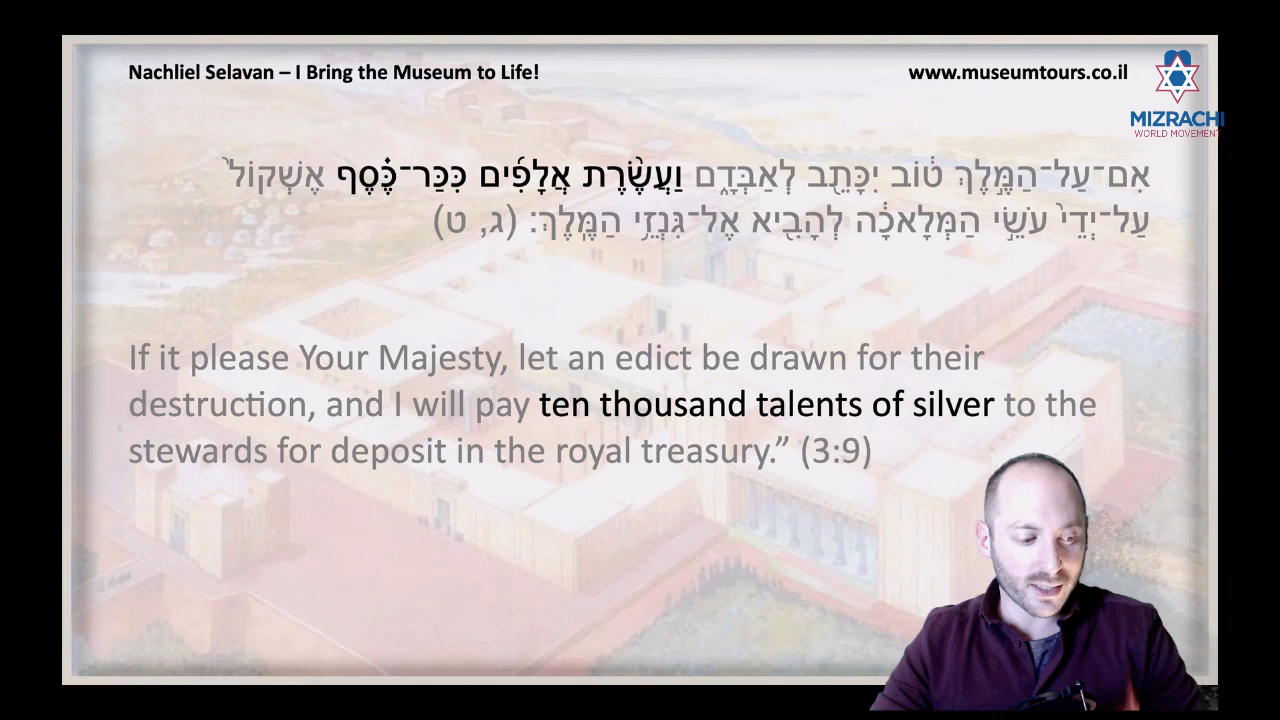 Nachliel Selavan – I Bring the Museum to Life!
www.museumtours.co.il
MIZRACHI
WORLD MOVEMENT
אִם־עַל־הַמֶּ֣לֶךְ ט֔וֹב יִכָּתֵ֖ב לְאַבְּדָ֑ם וַעֲשֶׂ֨רֶת אֲלָפִ֜ים כִּכַּר־כֶּ֗סֶף אֶשְׁקוֹל֙
עַל־יְדֵי֙ עֹשֵׂ֣י הַמְּלָאכָ֔ה לְהָבִ֖יא אֶל־גִּנְזֵ֥י הַמֶּֽלֶךְ׃ (ג, ט)
If it please Your Majesty, let an edict be drawn for their
destruction, and I will pay ten thousand talents of silver to the
stewards for deposit in the royal treasury.” (3:9)